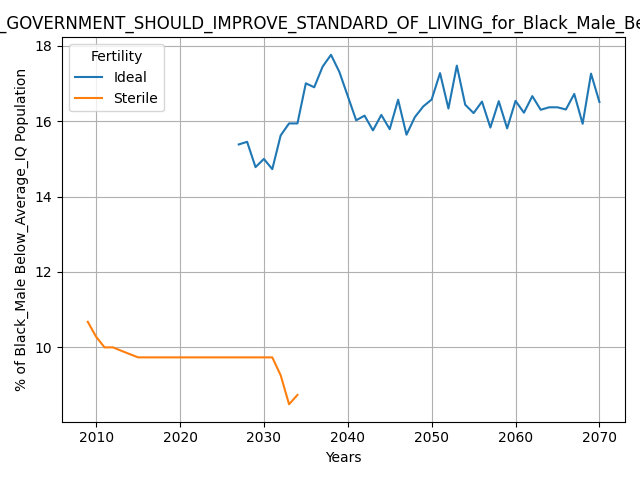 _GOVERNMENT_SHOULD_IMPROVE_STANDARD_OF_LIVING_for_Black_Male_Be
Fertility
Ideal
Sterile
% of Black_Male Below_Average_IQ Population
18
16
14
12
10
2010 2020 2030 2040 2050 2060 2070
Years